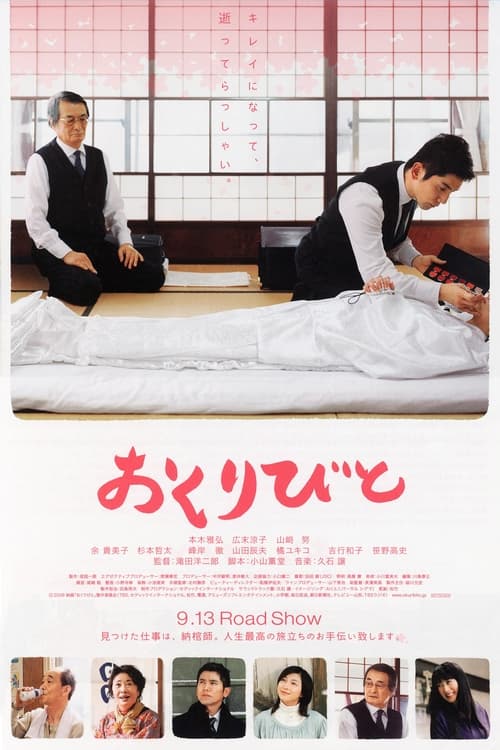 キレイになって、
逝ってらっしゃい。
おくりびと
本木雅弘　広末涼子　山﨑 努
余 貴美子　杉本哲太　峰岸 徹　山田辰夫　橘ユキコ　吉行和子　笹野高史
監督：滝田洋二郎　脚本：小山薫堂　音楽：久石 譲
9.13 Road Show
見つけた仕事は、納棺師。人生最高の旅立ちのお手伝い致します